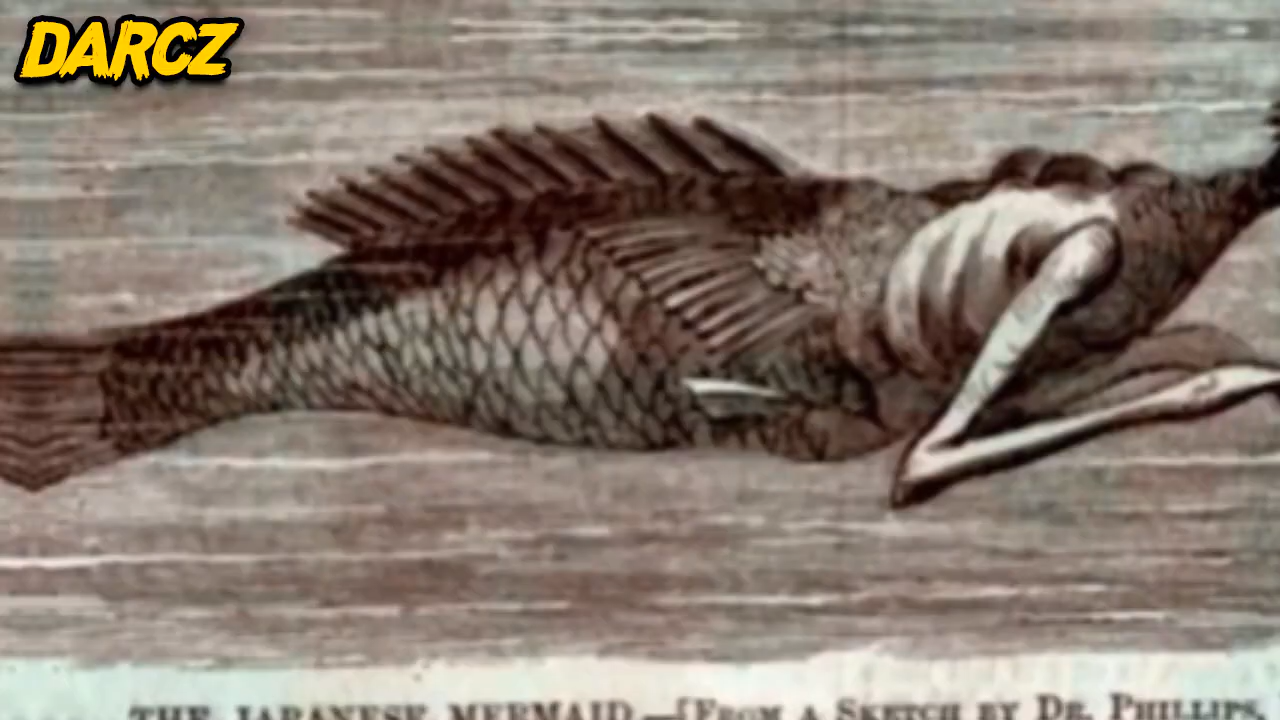 DARCZ
THE JAPANESE MERMAID.—[FROM A SKETCH BY DR. PHILLIPS,